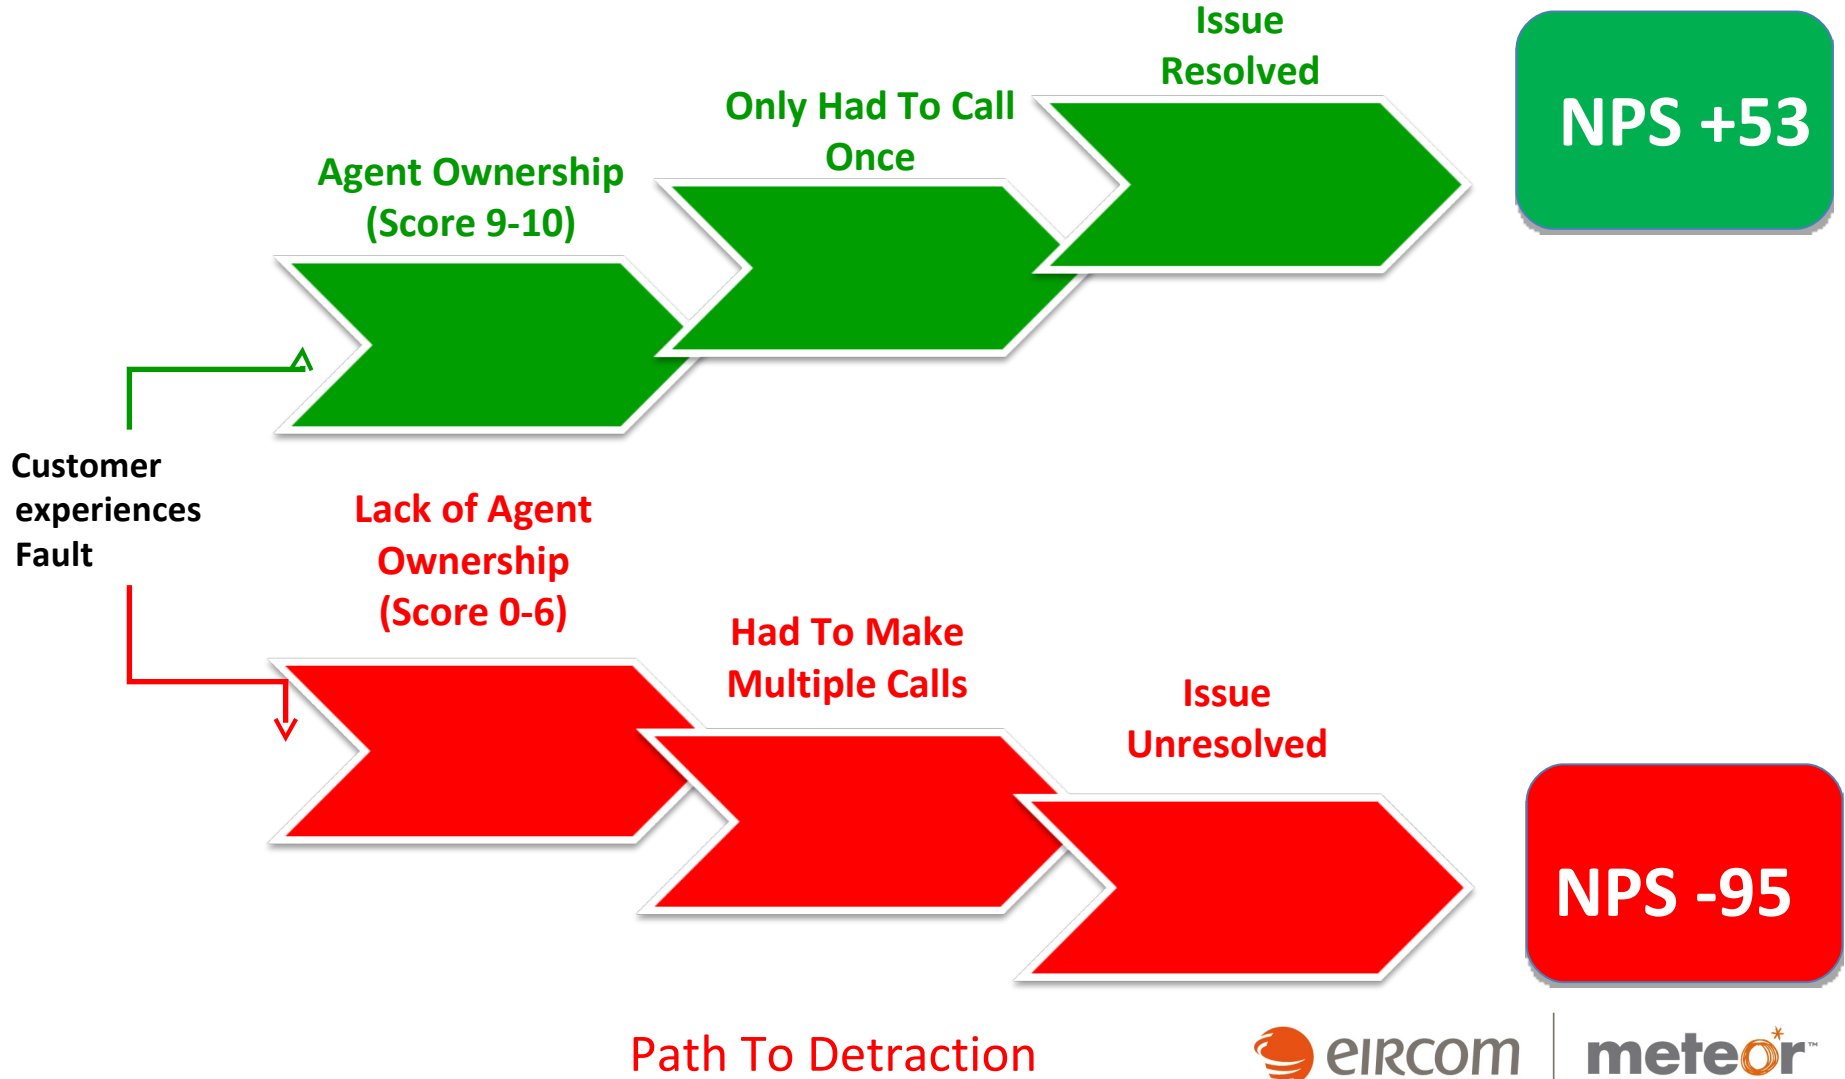 Issue
Resolved
NPS +53
Only Had To Call
Once
Agent Ownership
(Score 9-10)
Customer
experiences
Fault
Lack of Agent
Ownership
(Score 0-6)
Had To Make
Multiple Calls
Issue
Unresolved
NPS -95
Path To Detraction
eircom
meteor™